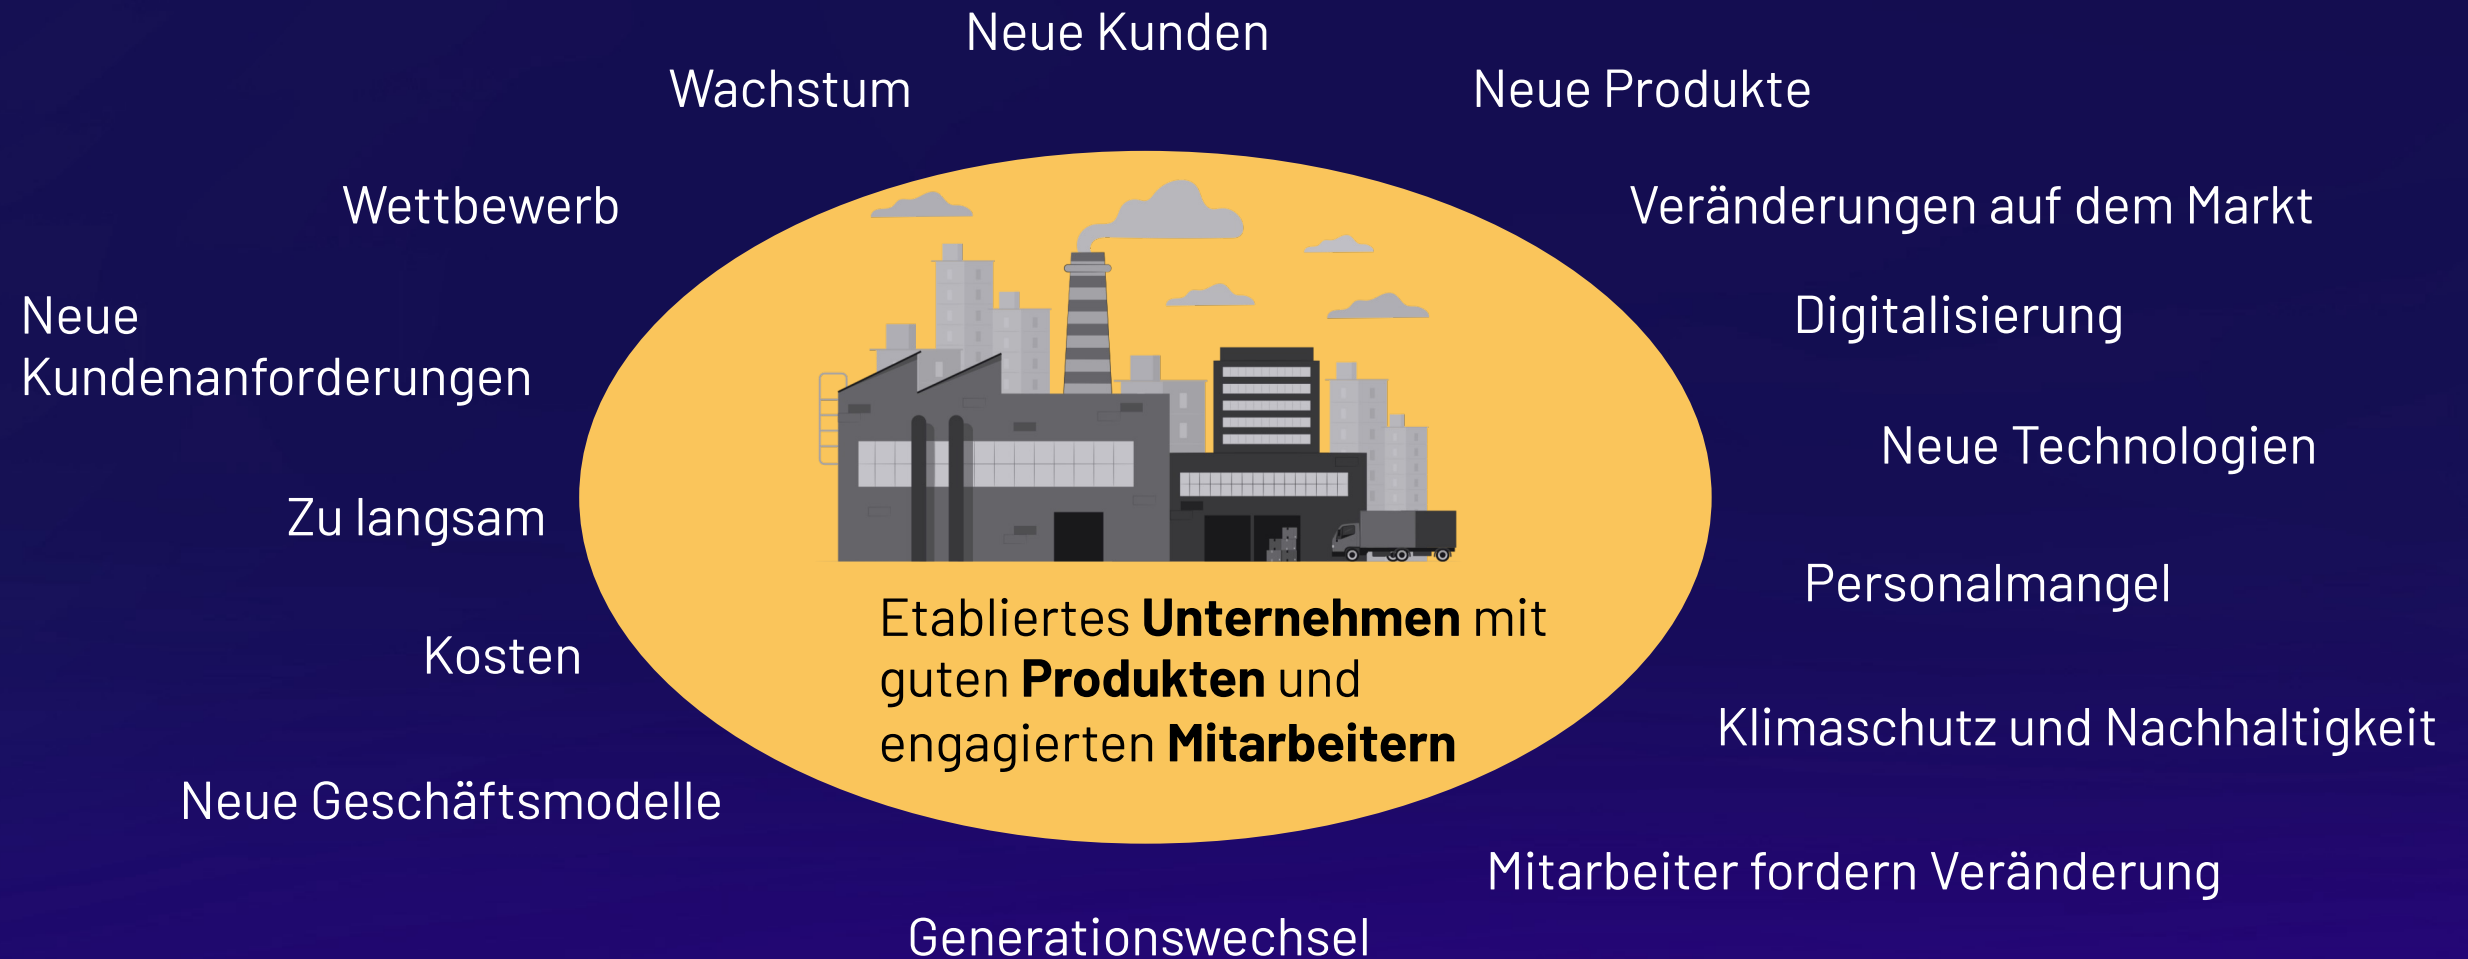 Neue Kunden
Wachstum
Neue Produkte
Wettbewerb
Veränderungen auf dem Markt
Neue
Kundenanforderungen
Digitalisierung
Neue Technologien
Zu langsam
Personalmangel
Etabliertes Unternehmen mit
guten Produkten und
engagierten Mitarbeitern
Kosten
Klimaschutz und Nachhaltigkeit
Neue Geschäftsmodelle
Mitarbeiter fordern Veränderung
Generationswechsel